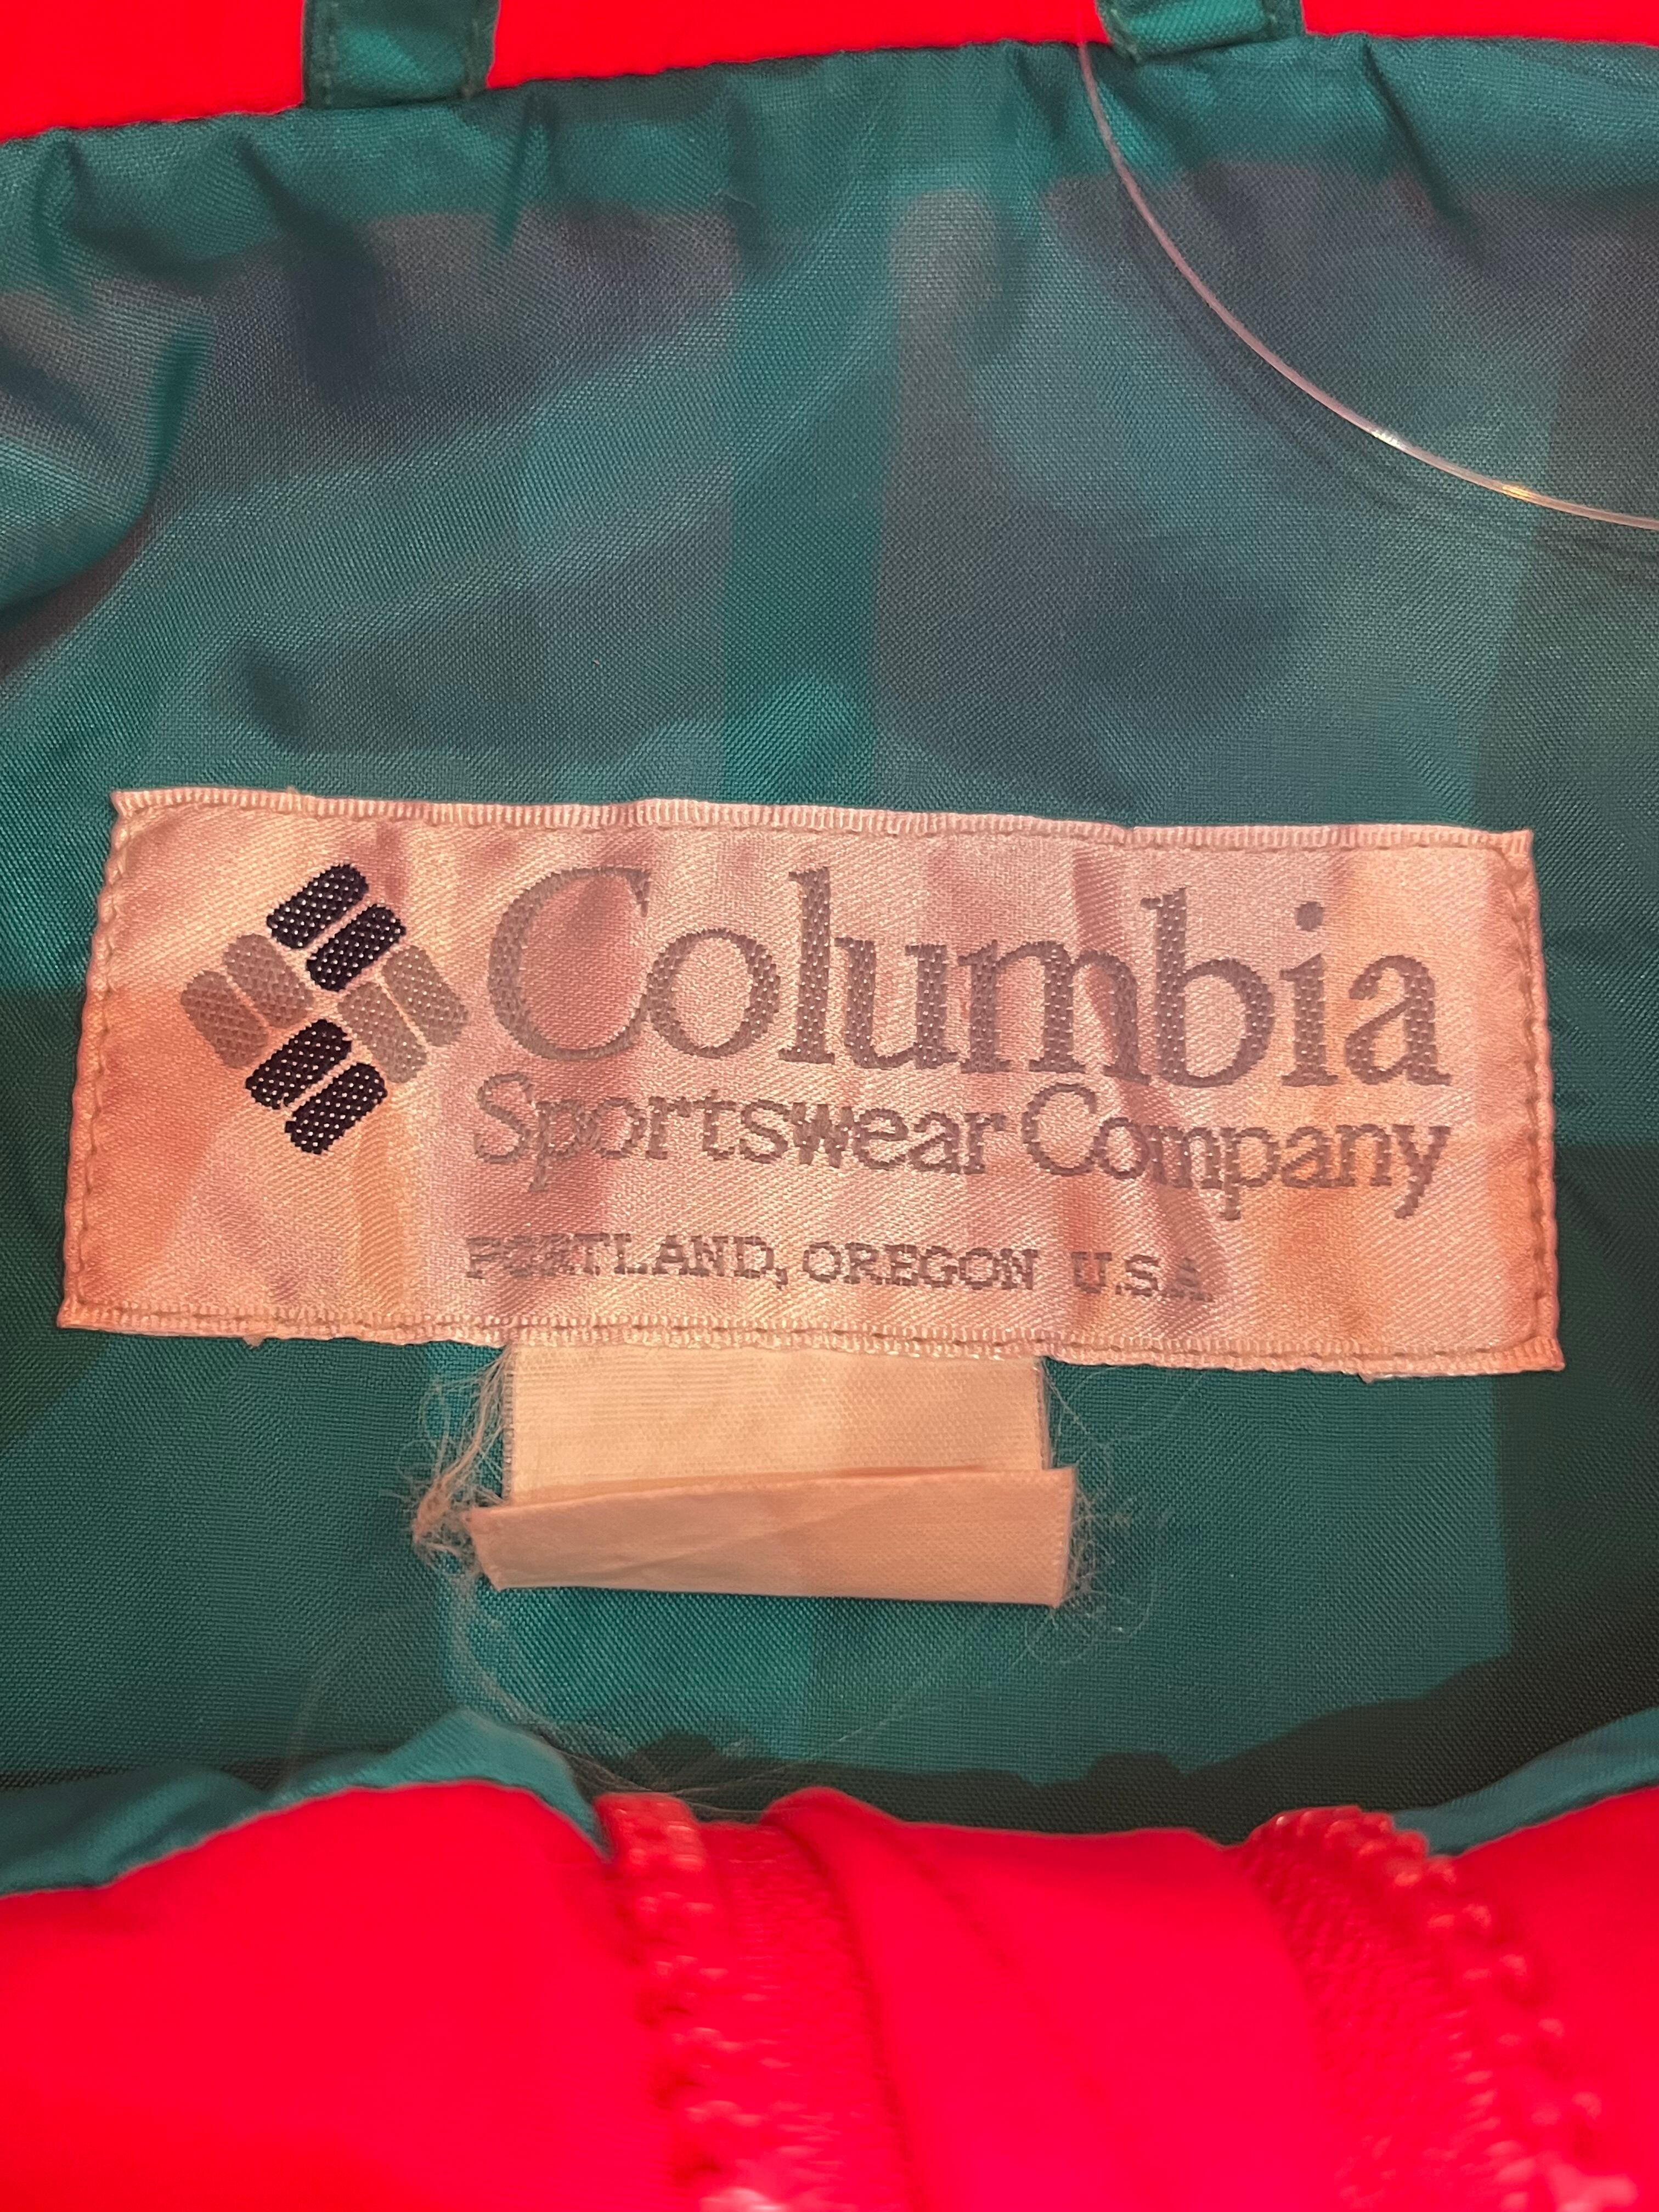 Columbia
Sportswear Company
PORTLAND, OREGON U.S.A.